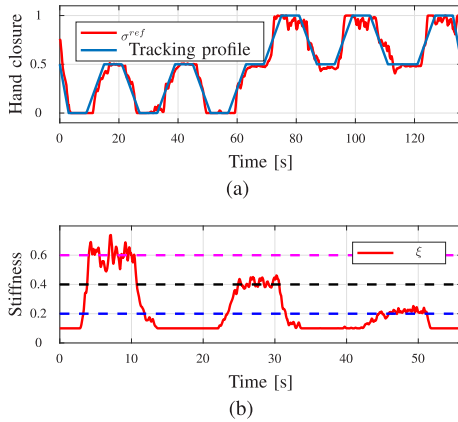 1
σ^ref
Tracking profile
0.5
0
Hand closure
0 20 40 60 80 100 120
Time [s]
(a)
ξ
0.6
0.4
0.2
0
Stiffness
0 10 20 30 40 50
Time [s]
(b)